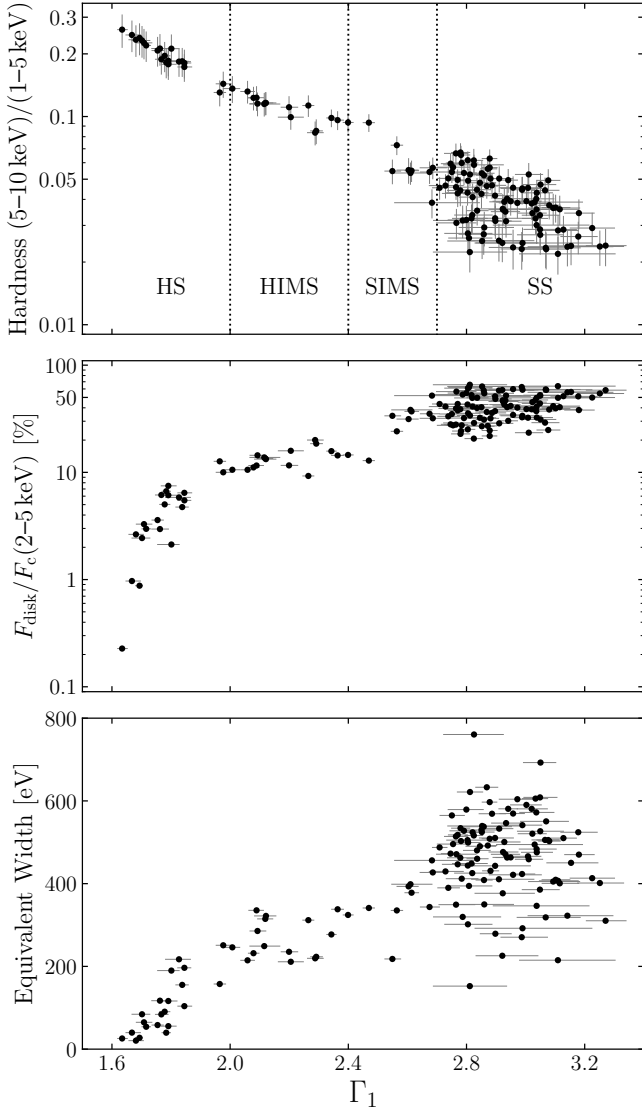 Hardness (5–10 keV)/(1–5 keV)
0.3
0.2
0.1
0.05
0.01
HS
HIMS
SIMS
SS
F_disk/F_c(2–5 keV) [%]
100
50
10
1
0.1
Equivalent Width [eV]
800
600
400
200
0
1.6 2.0 2.4 2.8 3.2
Γ₁